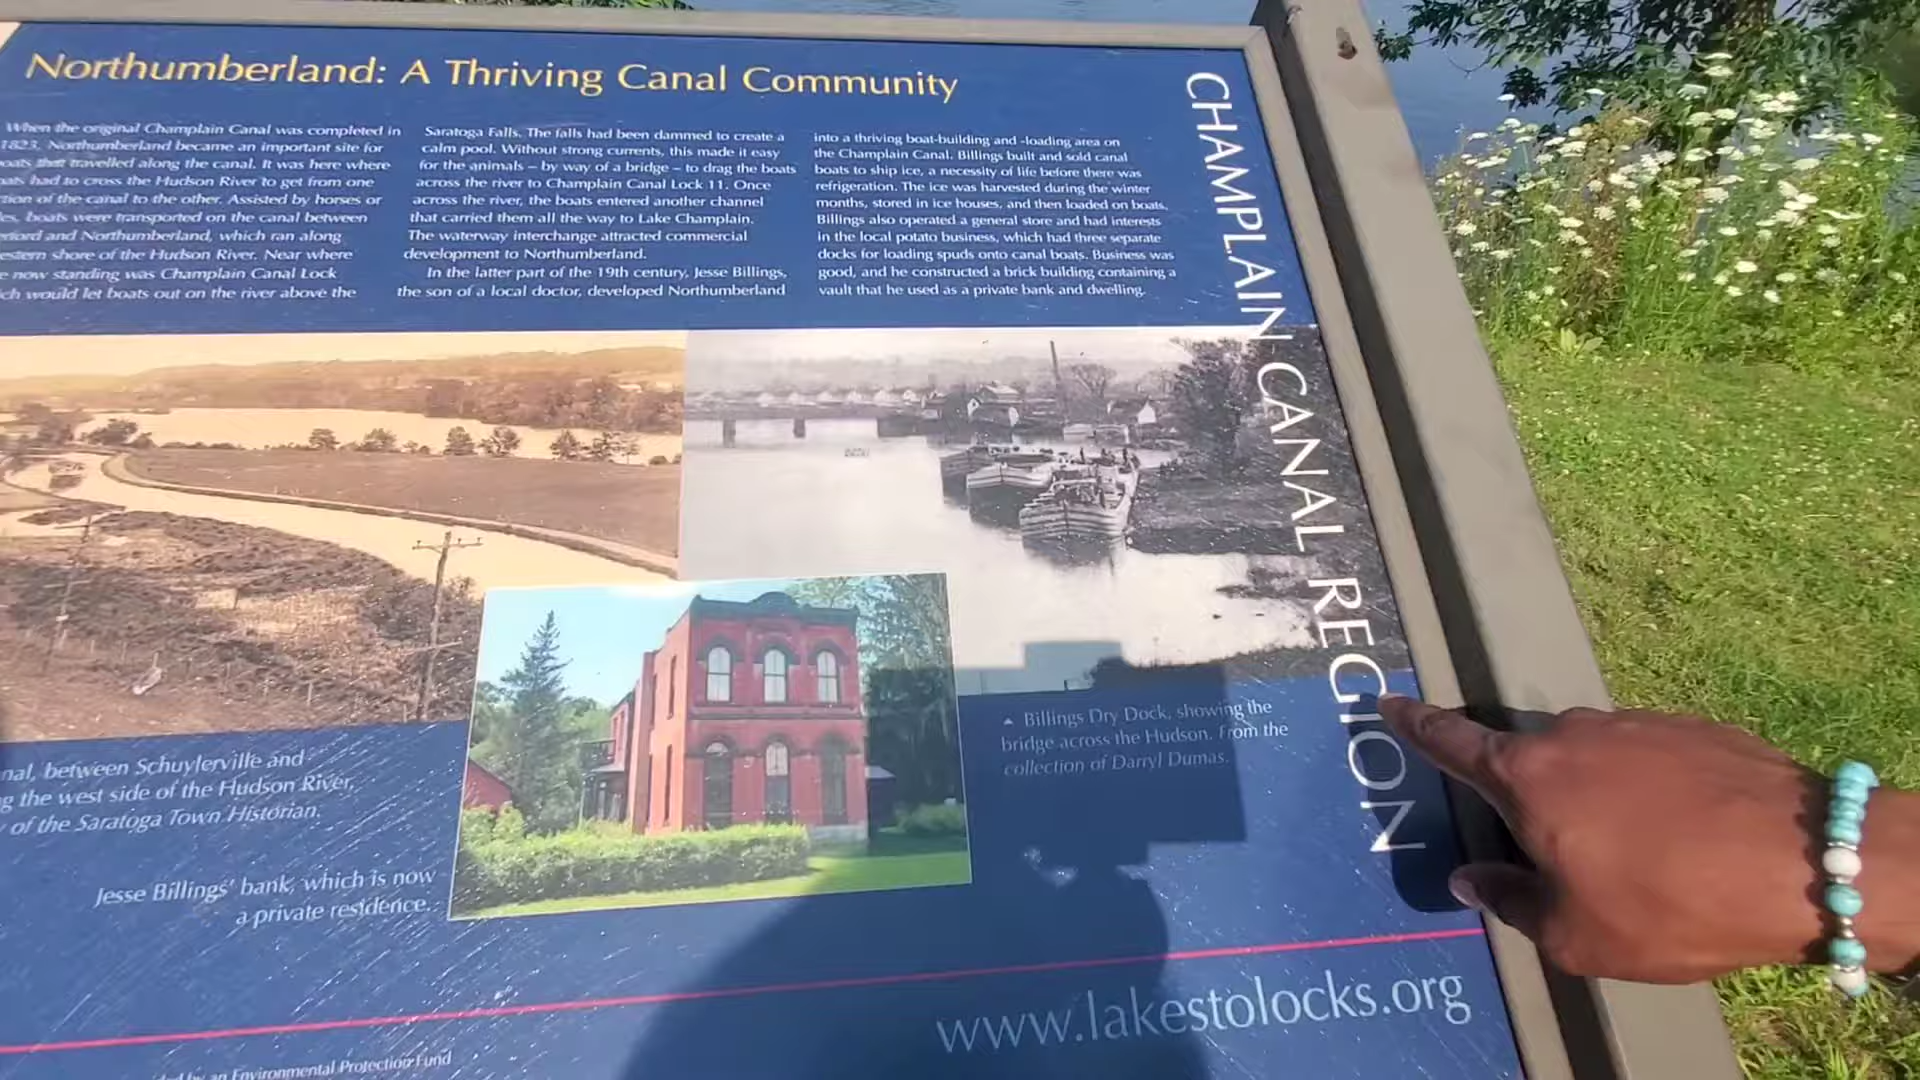 Northumberland: A Thriving Canal Community
When the original Champlain Canal was completed in
1823, Northumberland became an important site for
that travelled along the canal. It was here where
had to cross the Hudson River to get from one
of the canal to the other. Assisted by horses or
boats were transported on the canal between
and Northumberland, which ran along
shore of the Hudson River. Near where
now standing was Champlain Canal Lock
would let boats out on the river above the
Saratoga Falls. The falls had been dammed to create a
calm pool. Without strong currents, this made it easy
for the animals – by way of a bridge – to drag the boats
across the river to Champlain Canal Lock 11. Once
across the river, the boats entered another channel
that carried them all the way to Lake Champlain.
The waterway interchange attracted commercial
development to Northumberland.
In the latter part of the 19th century, Jesse Billings,
the son of a local doctor, developed Northumberland
into a thriving boat-building and -loading area on
the Champlain Canal. Billings built and sold canal
boats to ship ice, a necessity of life before there was
refrigeration. The ice was harvested during the winter
months, stored in ice houses, and then loaded on boats.
Billings also operated a general store and had interests
in the local potato business, which had three separate
docks for loading spuds onto canal boats. Business was
good, and he constructed a brick building containing a
vault that he used as a private bank and dwelling.
CHAMPLAIN CANAL REGION
between Schuylerville and
the west side of the Hudson River,
of the Saratoga Town Historian.
▲ Billings Dry Dock, showing the
bridge across the Hudson. From the
collection of Darryl Dumas.
Jesse Billings' bank, which is now
a private residence.
www.lakestolocks.org
by an Environmental Protection Fund